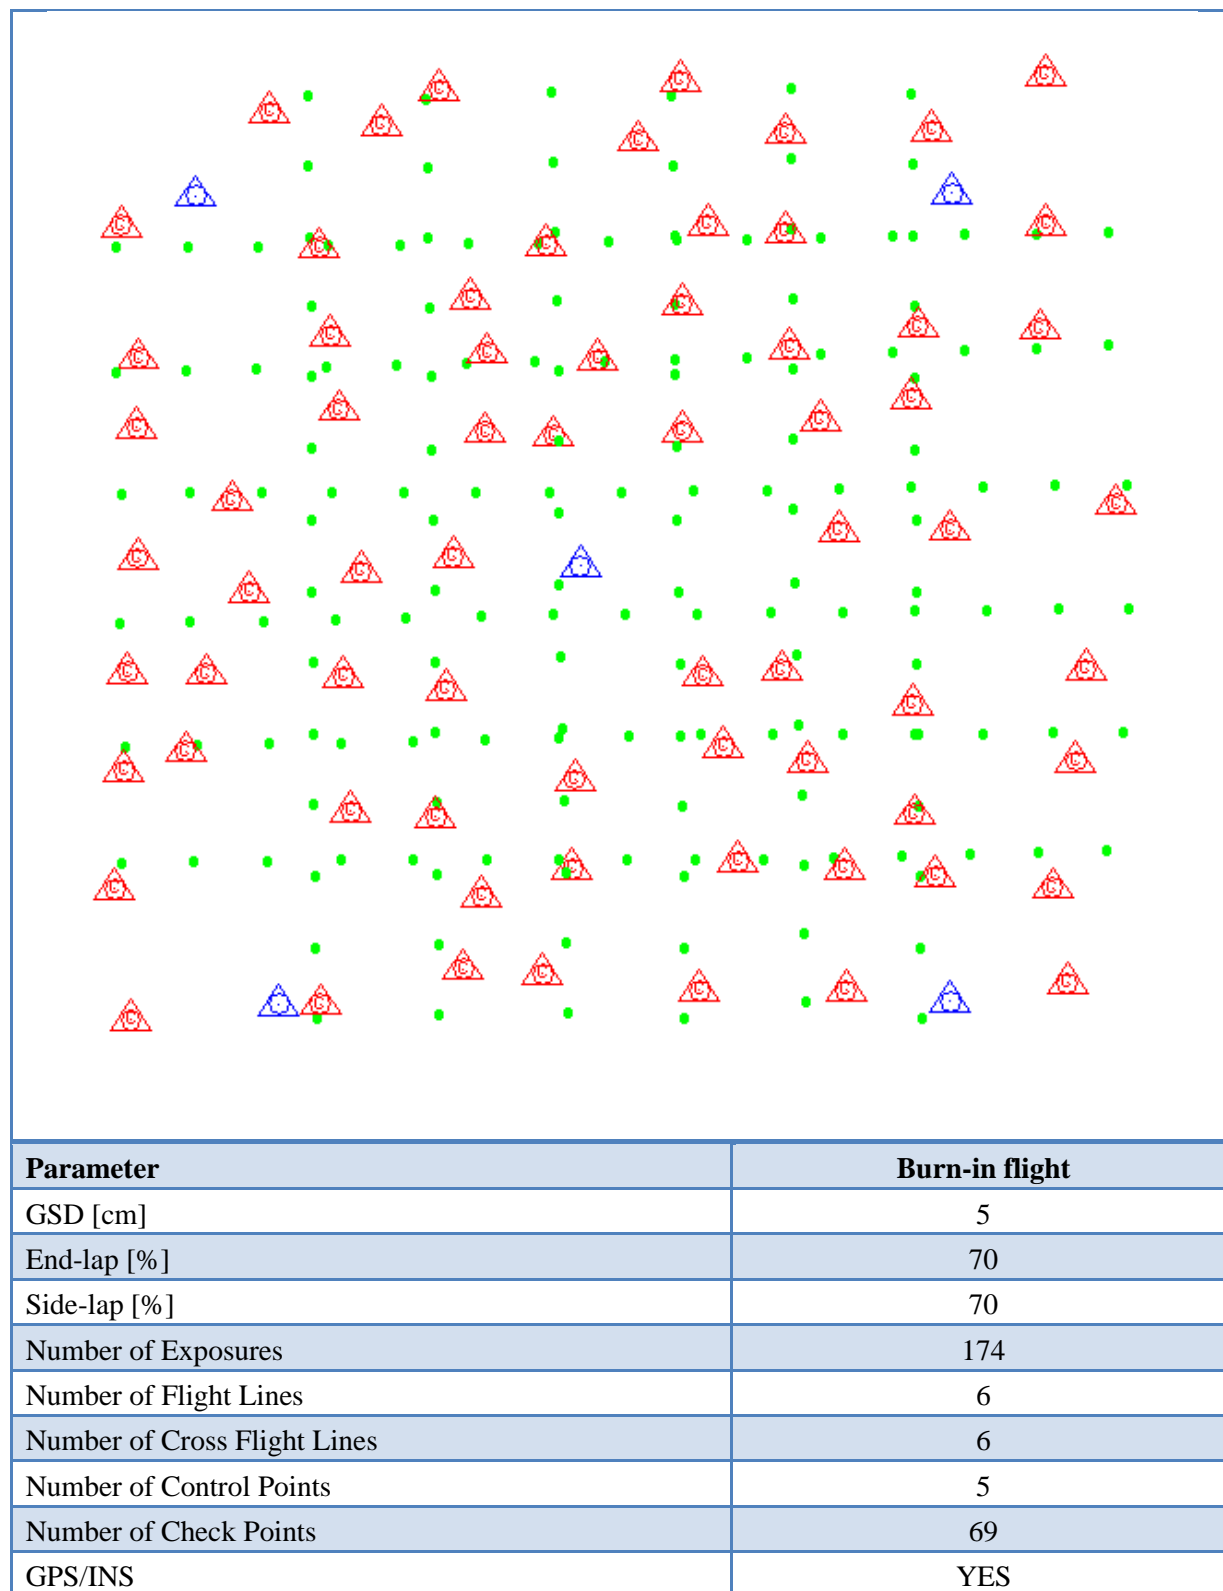 Parameter Burn-in flight
GSD [cm] 5
End-lap [%] 70
Side-lap [%] 70
Number of Exposures 174
Number of Flight Lines 6
Number of Cross Flight Lines 6
Number of Control Points 5
Number of Check Points 69
GPS/INS YES